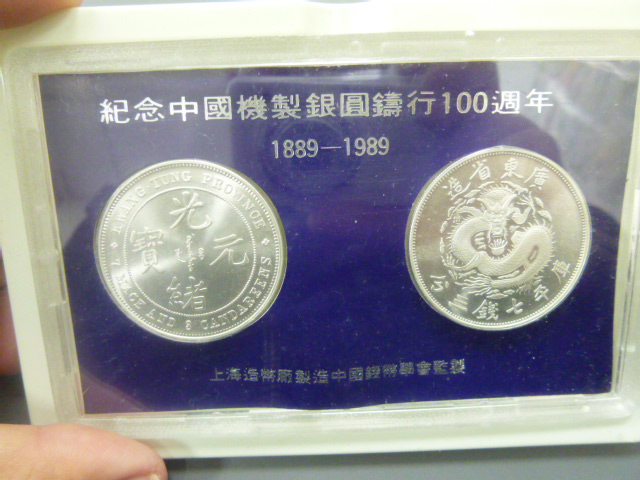 紀念中國機製銀圓鑄行100週年
1889—1989
KWANG-TUNG PROVINCE
光緒元寶
7 MACE AND 3 CANDAREENS
廣東省造
庫平七錢三分
上海造幣廠製造中國錢幣學會監製